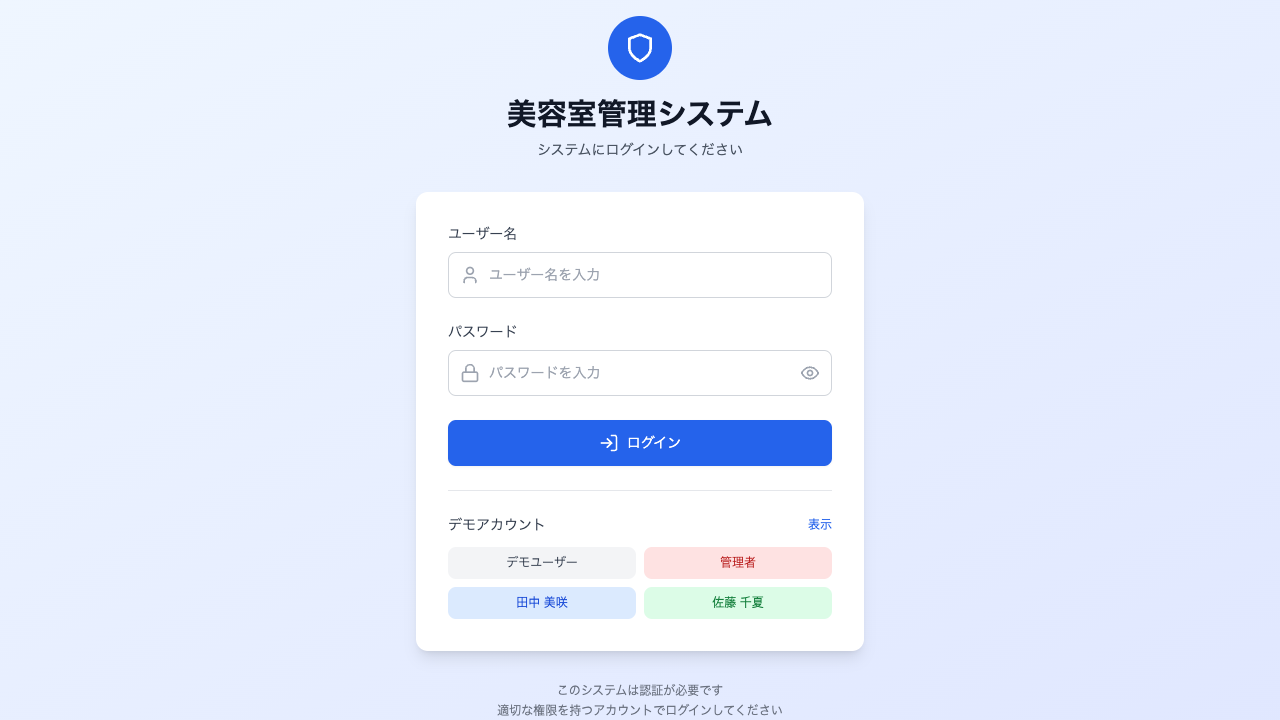 美容室管理システム
システムにログインしてください
ユーザー名
ユーザー名を入力
パスワード
パスワードを入力
ログイン
デモアカウント 表示
デモユーザー 管理者
田中 美咲 佐藤 千夏
このシステムは認証が必要です
適切な権限を持つアカウントでログインしてください